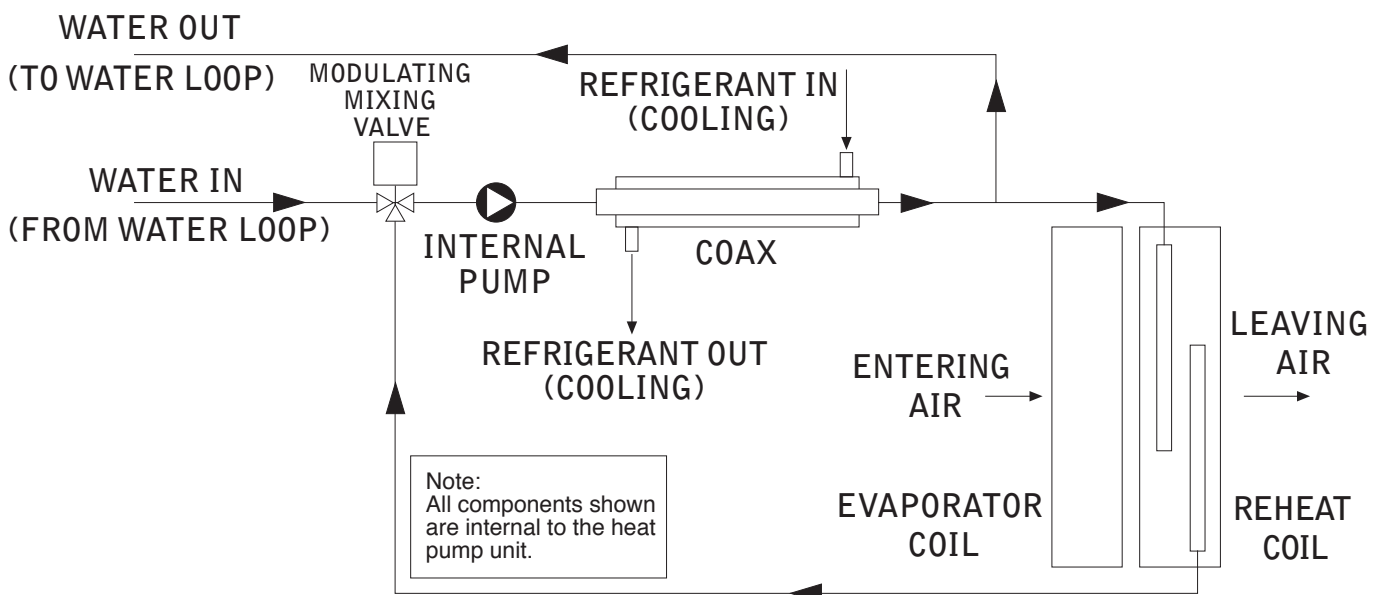 WATER OUT
(TO WATER LOOP)
MODULATING
MIXING
VALVE
REFRIGERANT IN
(COOLING)
WATER IN
(FROM WATER LOOP)
INTERNAL
PUMP
COAX
REFRIGERANT OUT
(COOLING)
ENTERING
AIR
LEAVING
AIR
Note:
All components shown
are internal to the heat
pump unit.
EVAPORATOR
COIL
REHEAT
COIL